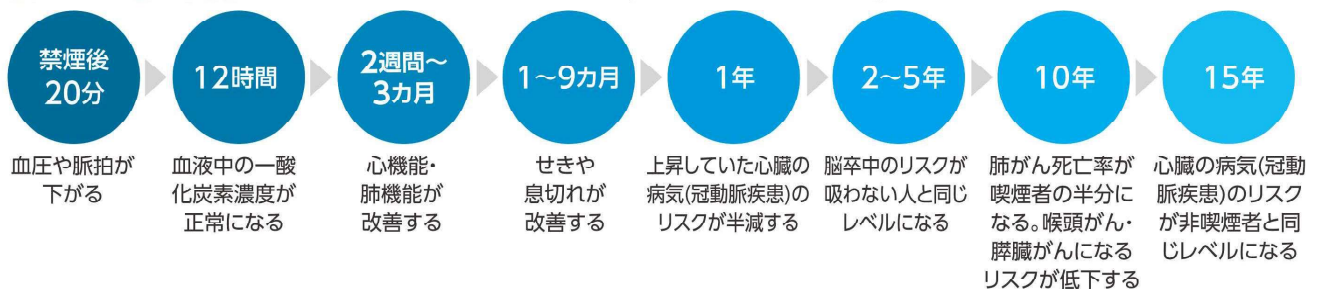 禁煙後
20分
血圧や脈拍が
下がる
12時間
血液中の一酸
化炭素濃度が
正常になる
2週間〜
3カ月
心機能・
肺機能が
改善する
1〜9カ月
せきや
息切れが
改善する
1年
上昇していた心臓の
病気(冠動脈疾患)の
リスクが半減する
2〜5年
脳卒中のリスクが
吸わない人と同じ
レベルになる
10年
肺がん死亡率が
喫煙者の半分に
なる。喉頭がん・
膵臓がんになる
リスクが低下する
15年
心臓の病気(冠動
脈疾患)のリスク
が非喫煙者と同
じレベルになる